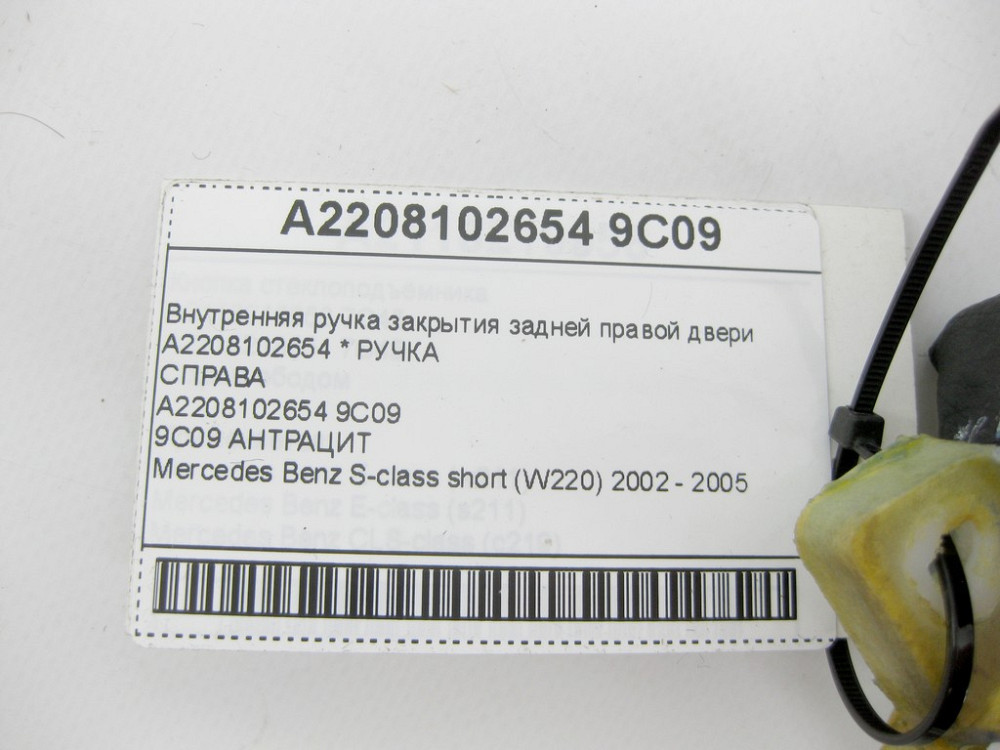 A2208102654 9C09
Внутренняя ручка закрытия задней правой двери
A2208102654 * РУЧКА
СПРАВА
A2208102654 9C09
9C09 АНТРАЦИТ
Mercedes Benz S-class short (W220) 2002 - 2005